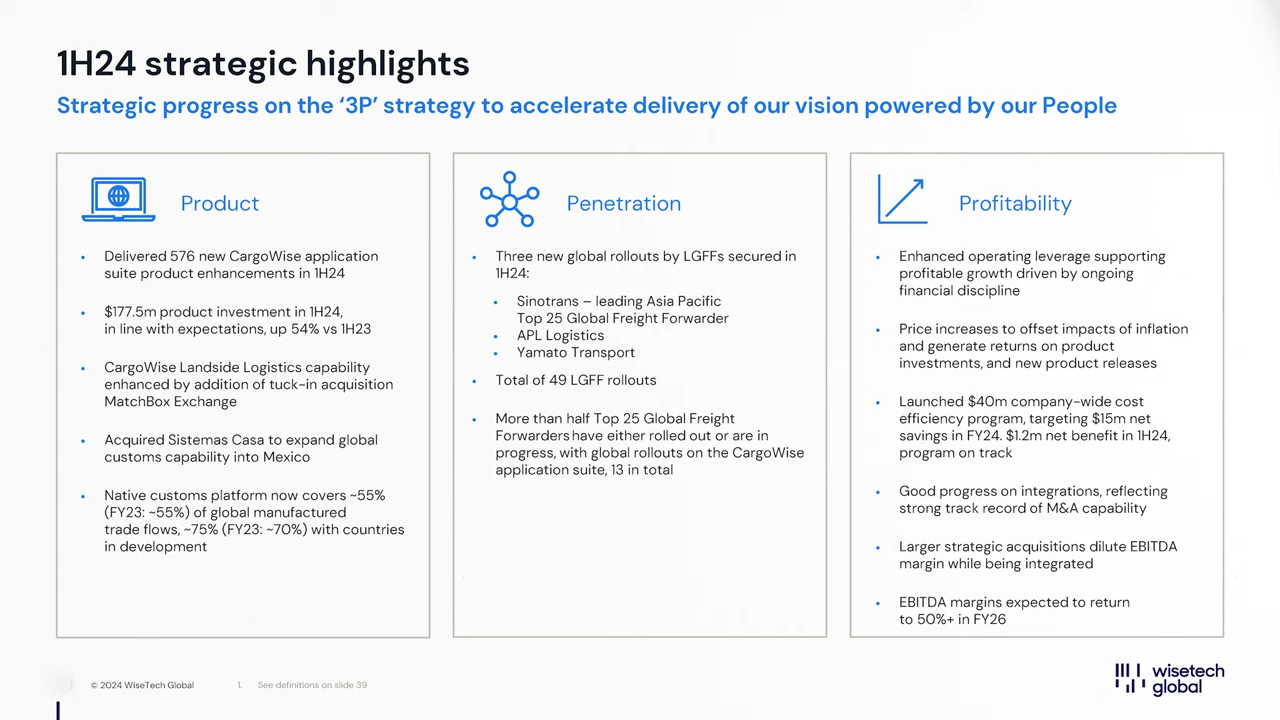 1H24 strategic highlights
Strategic progress on the ‘3P’ strategy to accelerate delivery of our vision powered by our People
Product
• Delivered 576 new CargoWise application
suite product enhancements in 1H24
• $177.5m product investment in 1H24,
in line with expectations, up 54% vs 1H23
• CargoWise Landside Logistics capability
enhanced by addition of tuck-in acquisition
MatchBox Exchange
• Acquired Sistemas Casa to expand global
customs capability into Mexico
• Native customs platform now covers ~55%
(FY23: ~55%) of global manufactured
trade flows, ~75% (FY23: ~70%) with countries
in development
Penetration
• Three new global rollouts by LGFFs secured in
1H24:
• Sinotrans – leading Asia Pacific
Top 25 Global Freight Forwarder
• APL Logistics
• Yamato Transport
• Total of 49 LGFF rollouts
• More than half Top 25 Global Freight
Forwarders have either rolled out or are in
progress, with global rollouts on the CargoWise
application suite, 13 in total
Profitability
• Enhanced operating leverage supporting
profitable growth driven by ongoing
financial discipline
• Price increases to offset impacts of inflation
and generate returns on product
investments, and new product releases
• Launched $40m company-wide cost
efficiency program, targeting $15m net
savings in FY24. $1.2m net benefit in 1H24,
program on track
• Good progress on integrations, reflecting
strong track record of M&A capability
• Larger strategic acquisitions dilute EBITDA
margin while being integrated
• EBITDA margins expected to return
to 50%+ in FY26
© 2024 WiseTech Global
1. See definitions on slide 39
wisetech
global